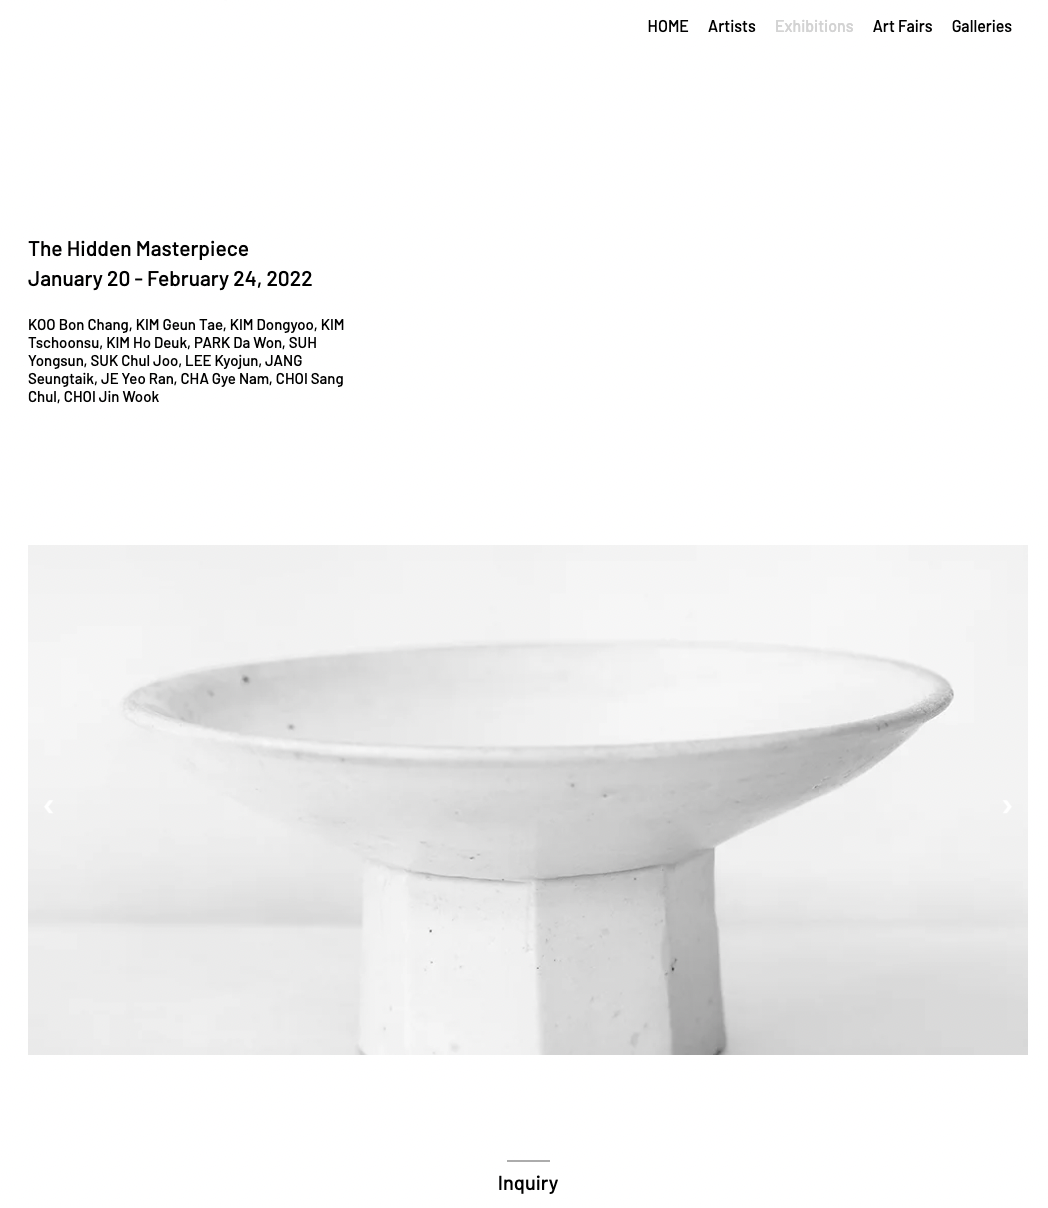 HOME Artists Exhibitions Art Fairs Galleries
The Hidden Masterpiece
January 20 - February 24, 2022
KOO Bon Chang, KIM Geun Tae, KIM Dongyoo, KIM
Tschoonsu, KIM Ho Deuk, PARK Da Won, SUH
Yongsun, SUK Chul Joo, LEE Kyojun, JANG
Seungtaik, JE Yeo Ran, CHA Gye Nam, CHOI Sang
Chul, CHOI Jin Wook
Inquiry